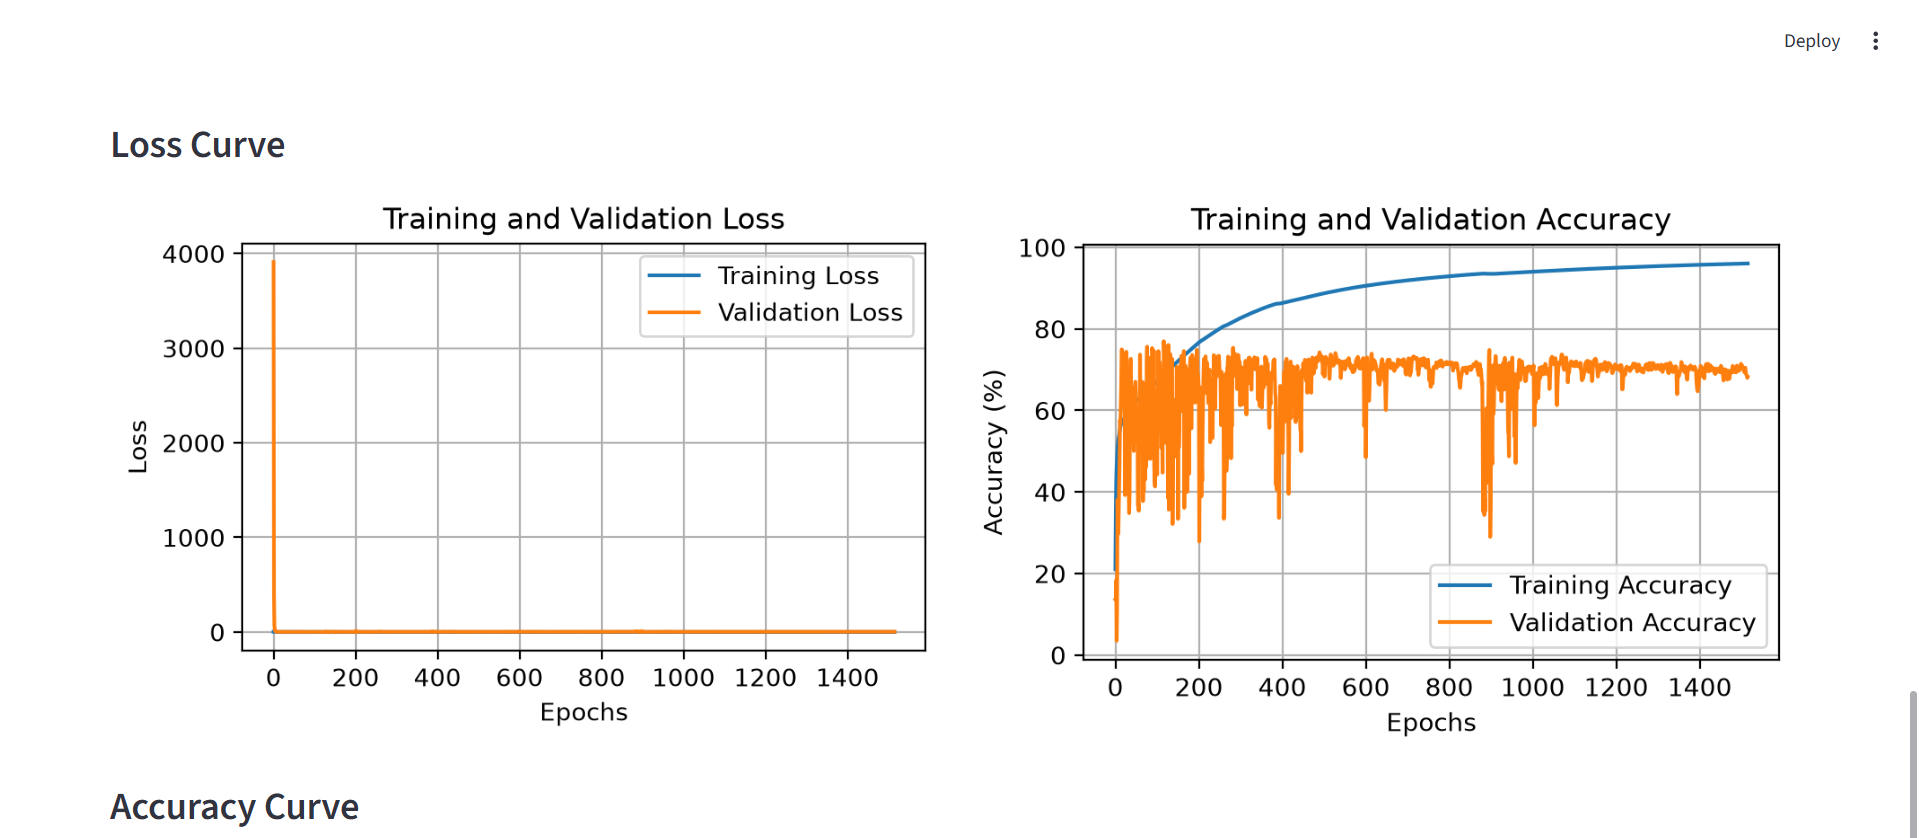 Deploy
Loss Curve
Training and Validation Loss
4000
3000
2000
1000
0
Loss
Training Loss
Validation Loss
0 200 400 600 800 1000 1200 1400
Epochs
Training and Validation Accuracy
100
80
60
40
20
0
Accuracy (%)
Training Accuracy
Validation Accuracy
0 200 400 600 800 1000 1200 1400
Epochs
Accuracy Curve